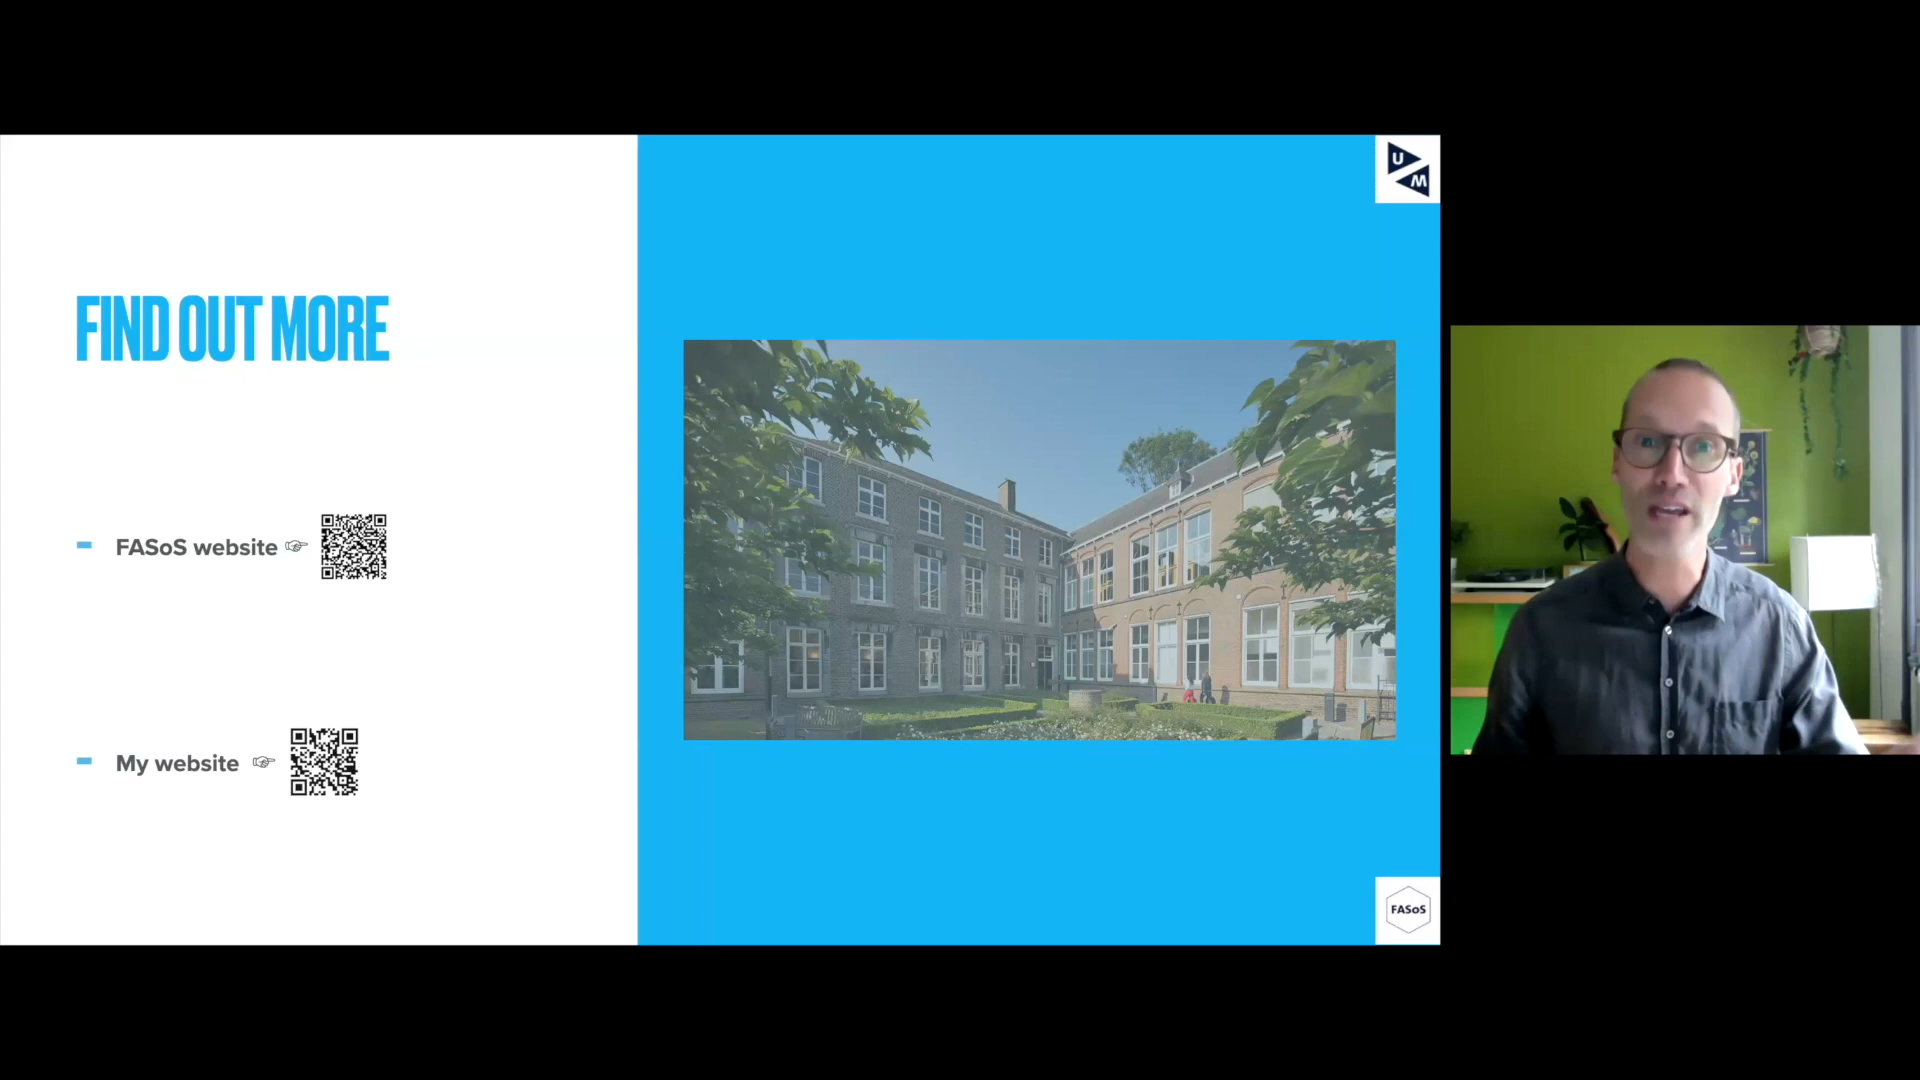 FIND OUT MORE
FASoS website ☞
My website ☞
U
M
FASoS